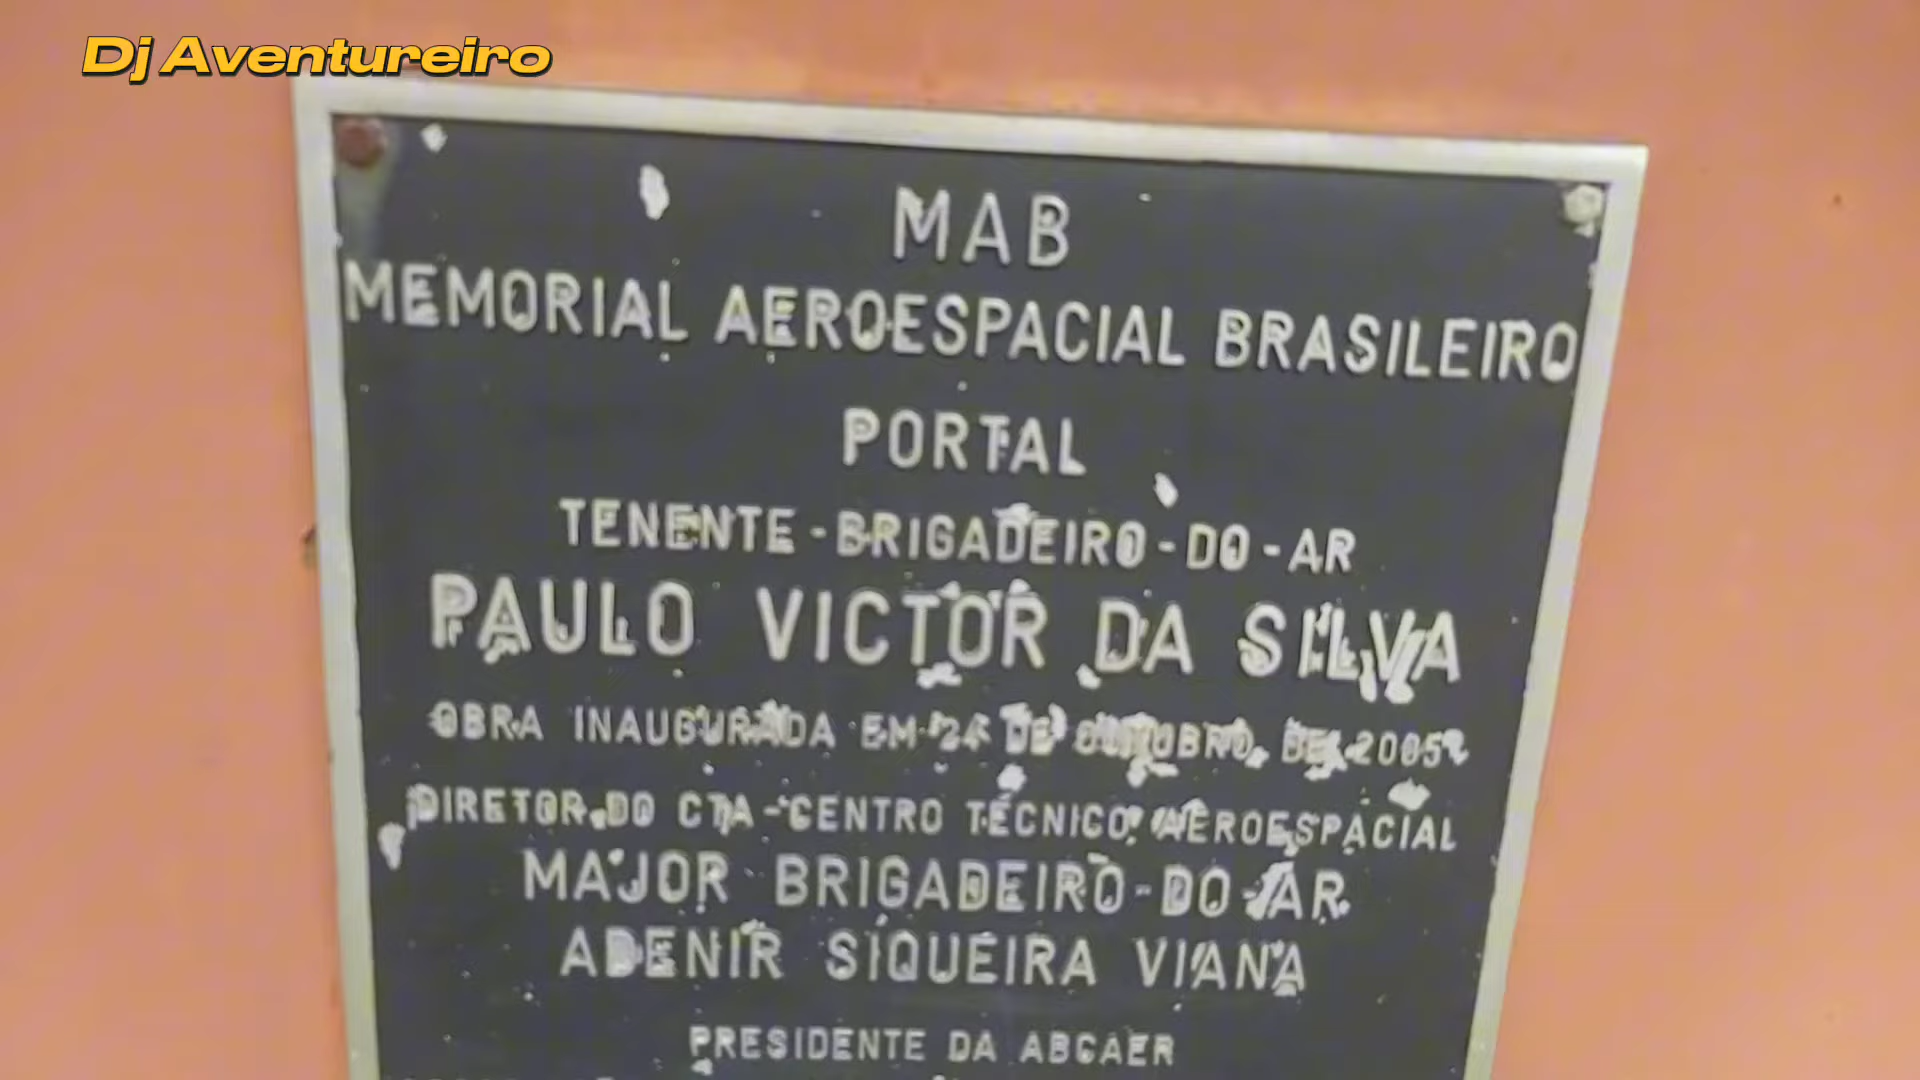 Dj Aventureiro
MAB
MEMORIAL AEROESPACIAL BRASILEIRO
PORTAL
TENENTE-BRIGADEIRO-DO-AR
PAULO VICTOR DA SILVA
OBRA INAUGURADA EM 24 DE OUTUBRO DE 2005
DIRETOR DO CTA-CENTRO TÉCNICO AEROESPACIAL
MAJOR BRIGADEIRO-DO-AR
ADENIR SIQUEIRA VIANA
PRESIDENTE DA ABCAER